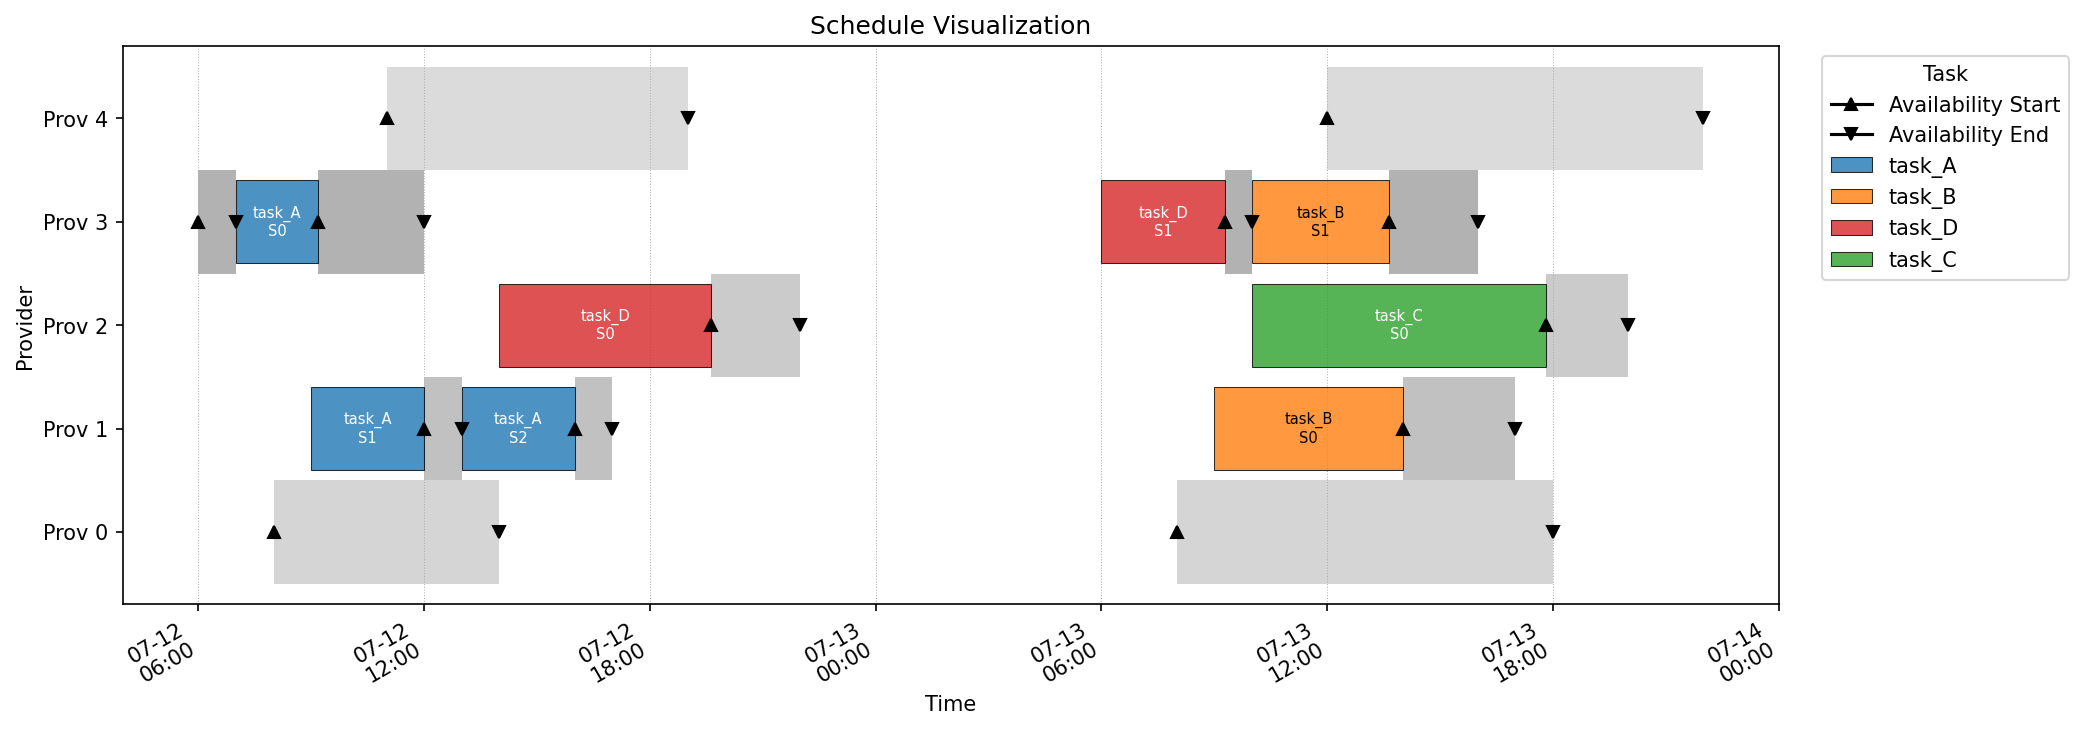 Schedule Visualization
Provider
Prov 4
Prov 3
Prov 2
Prov 1
Prov 0
task_A
S0
task_D
S1
task_B
S1
task_D
S0
task_C
S0
task_A
S1
task_A
S2
task_B
S0
07-12
06:00
07-12
12:00
07-12
18:00
07-13
00:00
07-13
06:00
07-13
12:00
07-13
18:00
07-14
00:00
Time
Task
Availability Start
Availability End
task_A
task_B
task_D
task_C